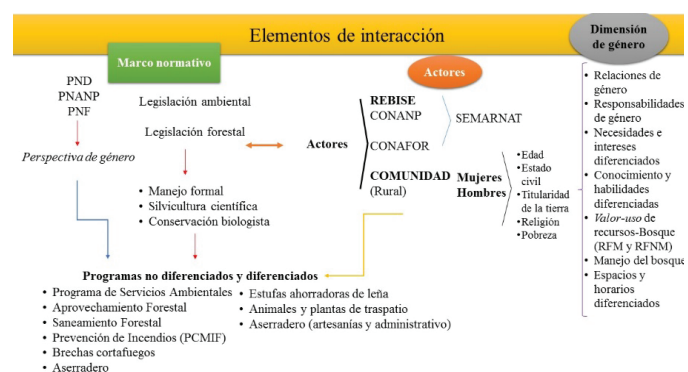 Elementos de interacción
Dimensión
de género
Marco normativo
Actores
PND
PNANP
PNF
Perspectiva de género
Legislación ambiental
Legislación forestal
• Manejo formal
• Silvicultura científica
• Conservación biologista
Actores
REBISE
CONANP
CONAFOR
COMUNIDAD
(Rural)
SEMARNAT
Mujeres
Hombres
•Edad
•Estado
civil
•Titularidad
de la tierra
•Religión
•Pobreza
• Relaciones de
género
• Responsabilidades
de género
• Necesidades e
intereses
diferenciados
• Conocimiento y
habilidades
diferenciadas
• Valor-uso de
recursos-Bosque
(RFM y RFNM)
• Manejo del bosque
• Espacios y
horarios
diferenciados
Programas no diferenciados y diferenciados
• Programa de Servicios Ambientales
• Aprovechamiento Forestal
• Saneamiento Forestal
• Prevención de Incendios (PCMIF)
• Brechas cortafuegos
• Aserradero
• Estufas ahorradoras de leña
• Animales y plantas de traspatio
• Aserradero (artesanías y administrativo)